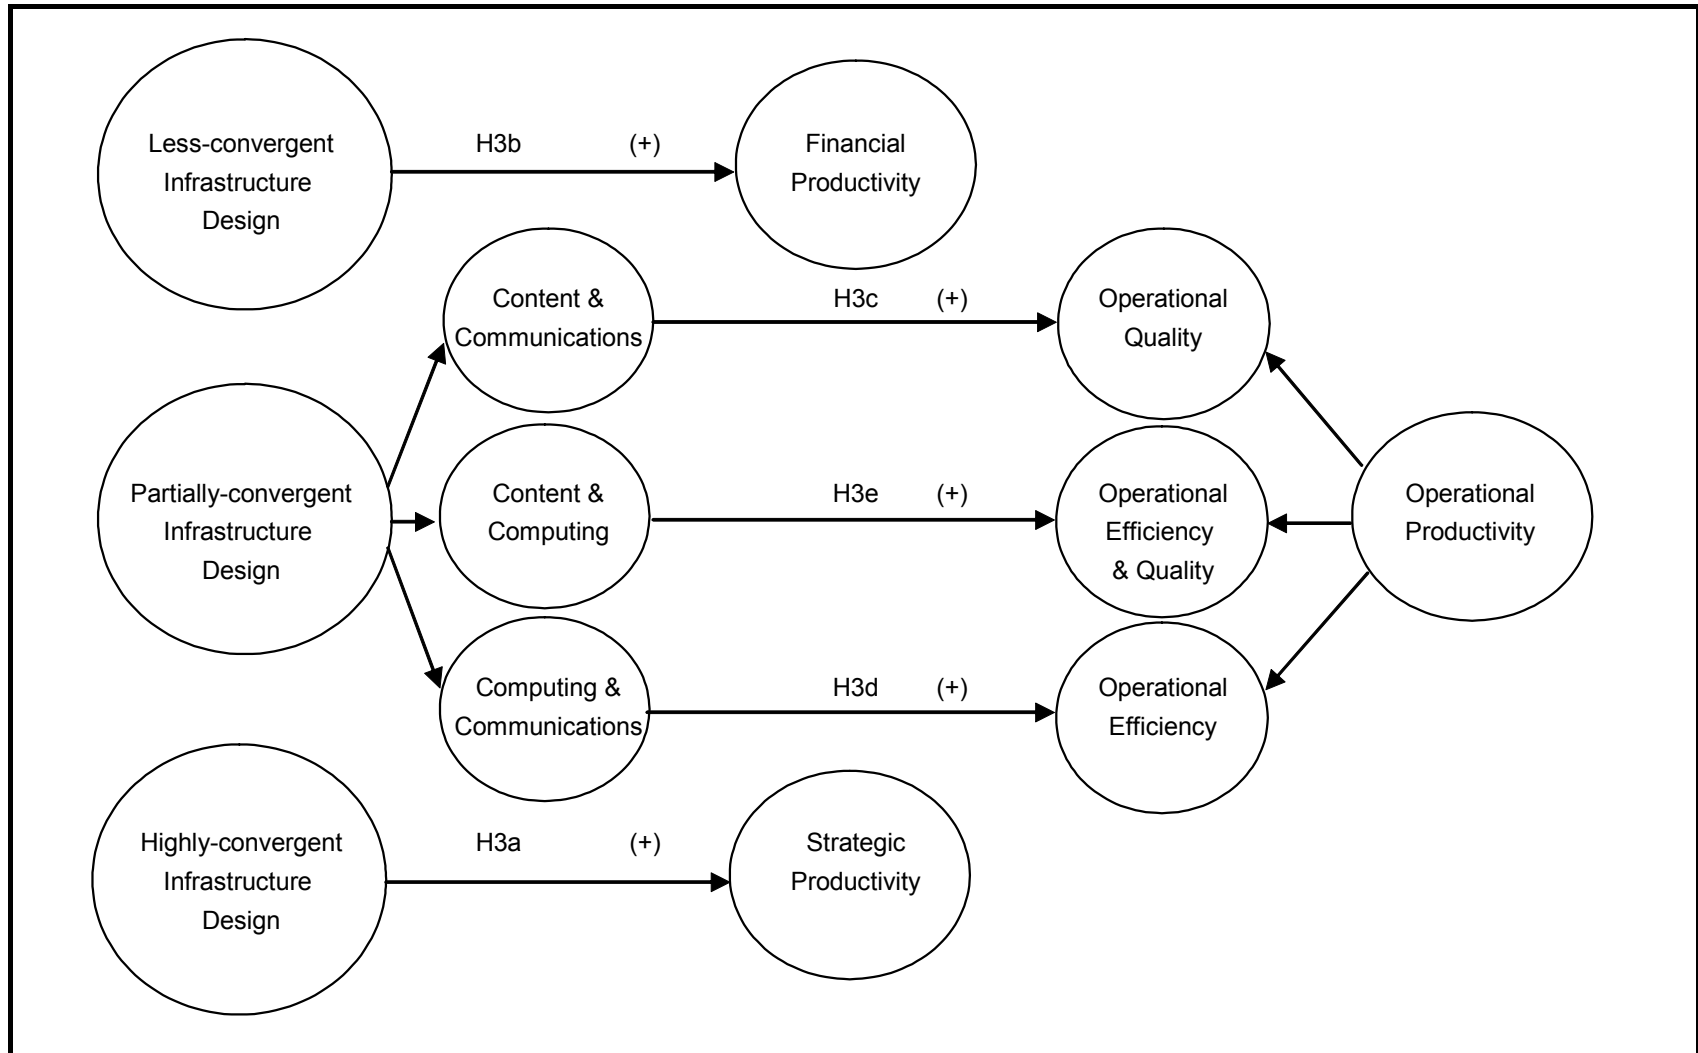 Less-convergent
Infrastructure
Design
H3b (+)
Financial
Productivity
Content &
Communications
H3c (+)
Operational
Quality
Partially-convergent
Infrastructure
Design
Content &
Computing
H3e (+)
Operational
Efficiency
& Quality
Operational
Productivity
Computing &
Communications
H3d (+)
Operational
Efficiency
Highly-convergent
Infrastructure
Design
H3a (+)
Strategic
Productivity